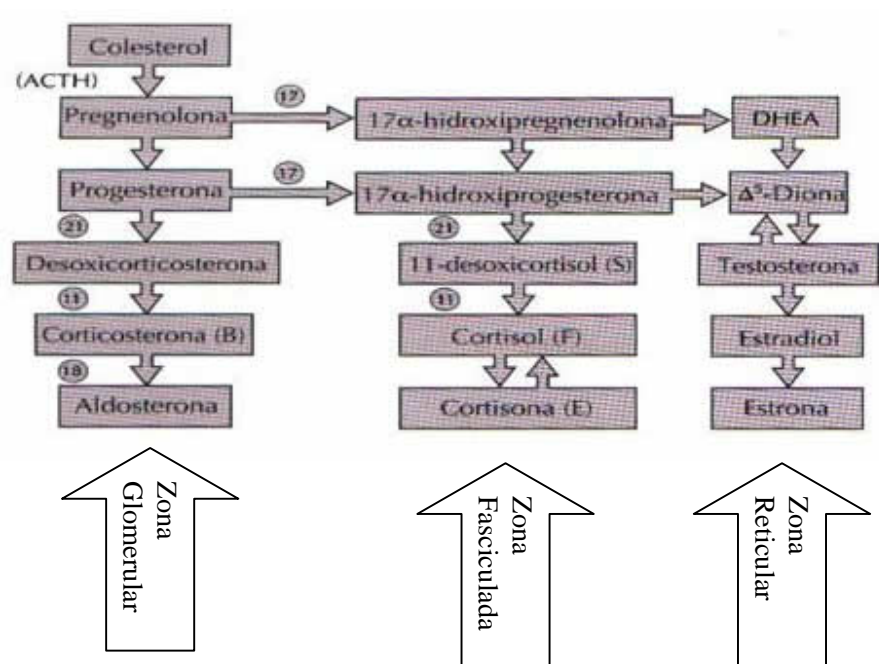 Colesterol
(ACTH)
Pregnenolona
17
17α-hidroxipregnenolona
DHEA
Progesterona
17
17α-hidroxiprogesterona
Δ⁵-Diona
21
Desoxicorticosterona
21
11-desoxicortisol (S)
Testosterona
11
Corticosterona (B)
11
Cortisol (F)
Estradiol
18
Aldosterona
Cortisona (E)
Estrona
Zona
Glomerular
Zona
Fasciculada
Zona
Reticular